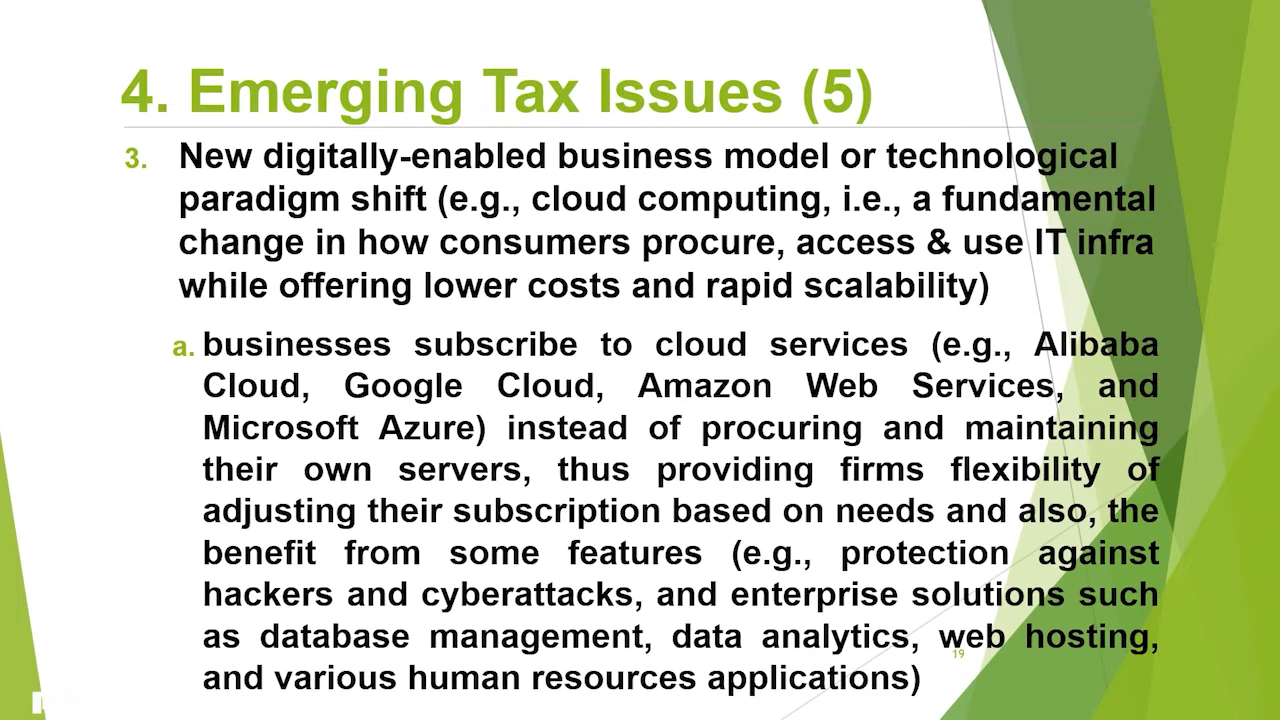 4. Emerging Tax Issues (5)
3. New digitally-enabled business model or technological
paradigm shift (e.g., cloud computing, i.e., a fundamental
change in how consumers procure, access & use IT infra
while offering lower costs and rapid scalability)
a. businesses subscribe to cloud services (e.g., Alibaba
Cloud, Google Cloud, Amazon Web Services, and
Microsoft Azure) instead of procuring and maintaining
their own servers, thus providing firms flexibility of
adjusting their subscription based on needs and also, the
benefit from some features (e.g., protection against
hackers and cyberattacks, and enterprise solutions such
as database management, data analytics, web hosting,
19
and various human resources applications)